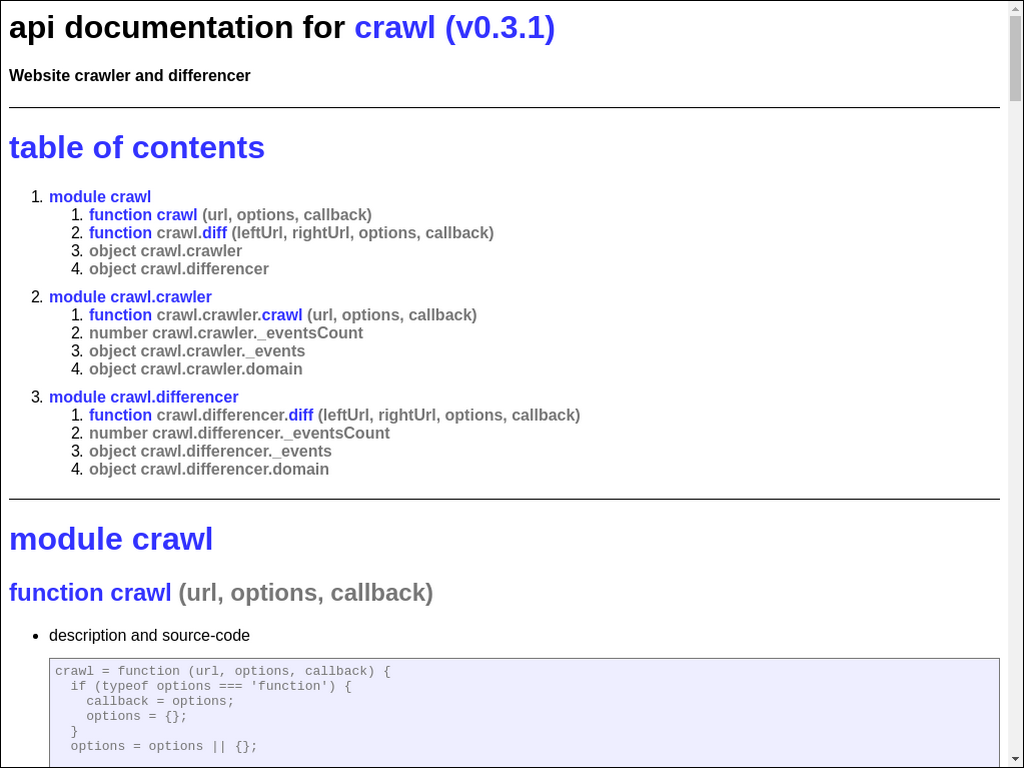 api documentation for crawl (v0.3.1)
Website crawler and differencer
table of contents
1. module crawl
1. function crawl (url, options, callback)
2. function crawl.diff (leftUrl, rightUrl, options, callback)
3. object crawl.crawler
4. object crawl.differencer
2. module crawl.crawler
1. function crawl.crawler.crawl (url, options, callback)
2. number crawl.crawler._eventsCount
3. object crawl.crawler._events
4. object crawl.crawler.domain
3. module crawl.differencer
1. function crawl.differencer.diff (leftUrl, rightUrl, options, callback)
2. number crawl.differencer._eventsCount
3. object crawl.differencer._events
4. object crawl.differencer.domain
module crawl
function crawl (url, options, callback)
• description and source-code
crawl = function (url, options, callback) {
  if (typeof options === 'function') {
    callback = options;
    options = {};
  }
  options = options || {};